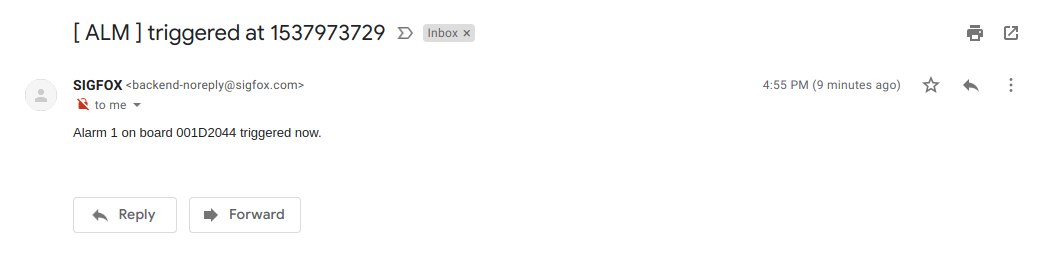 [ ALM ] triggered at 1537973729 Inbox ×
SIGFOX <backend-noreply@sigfox.com> 4:55 PM (9 minutes ago)
to me
Alarm 1 on board 001D2044 triggered now.
Reply Forward